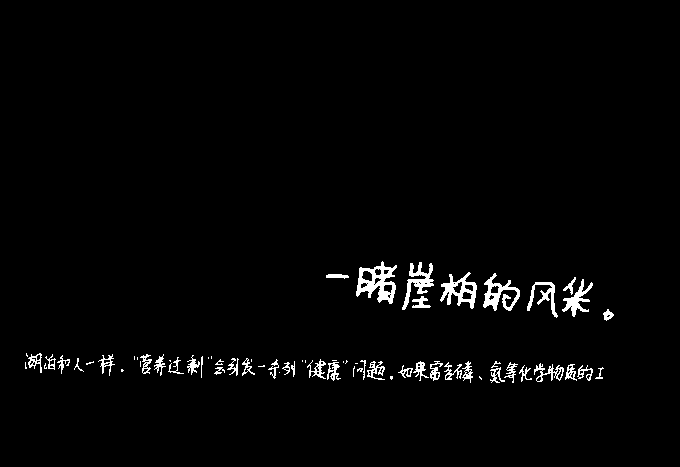 一睹崖柏的风采。
湖泊和人一样，"营养过剩"会引发一系列"健康"问题。如果富含磷、氮等化学物质的工